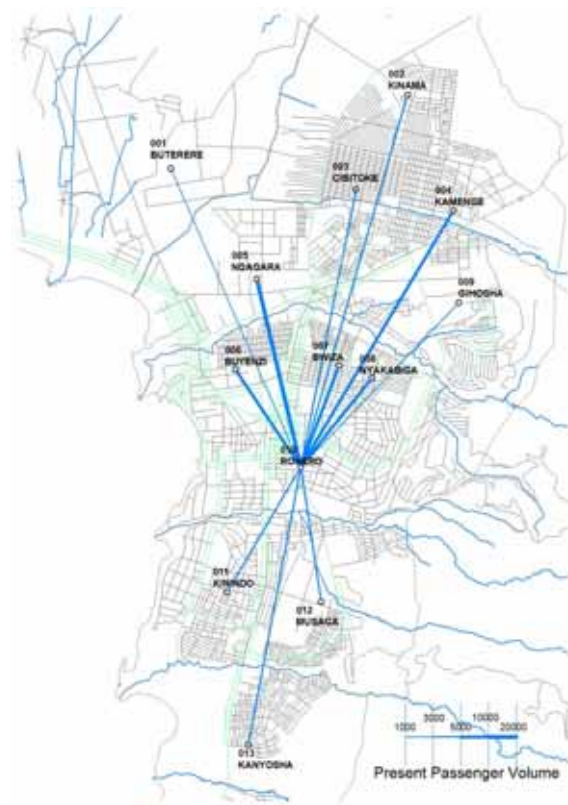 002
KINAMA
001
BUTERERE
003
CIBITOKE
004
KAMENGE
005
NGAGARA
009
GIHOSHA
006
BUYENZI
007
BWIZA
008
NYAKABIGA
ROHERO
011
KININDO
012
MUSAGA
013
KANYOSHA
3000 10000
1000 5000 20000
Present Passenger Volume